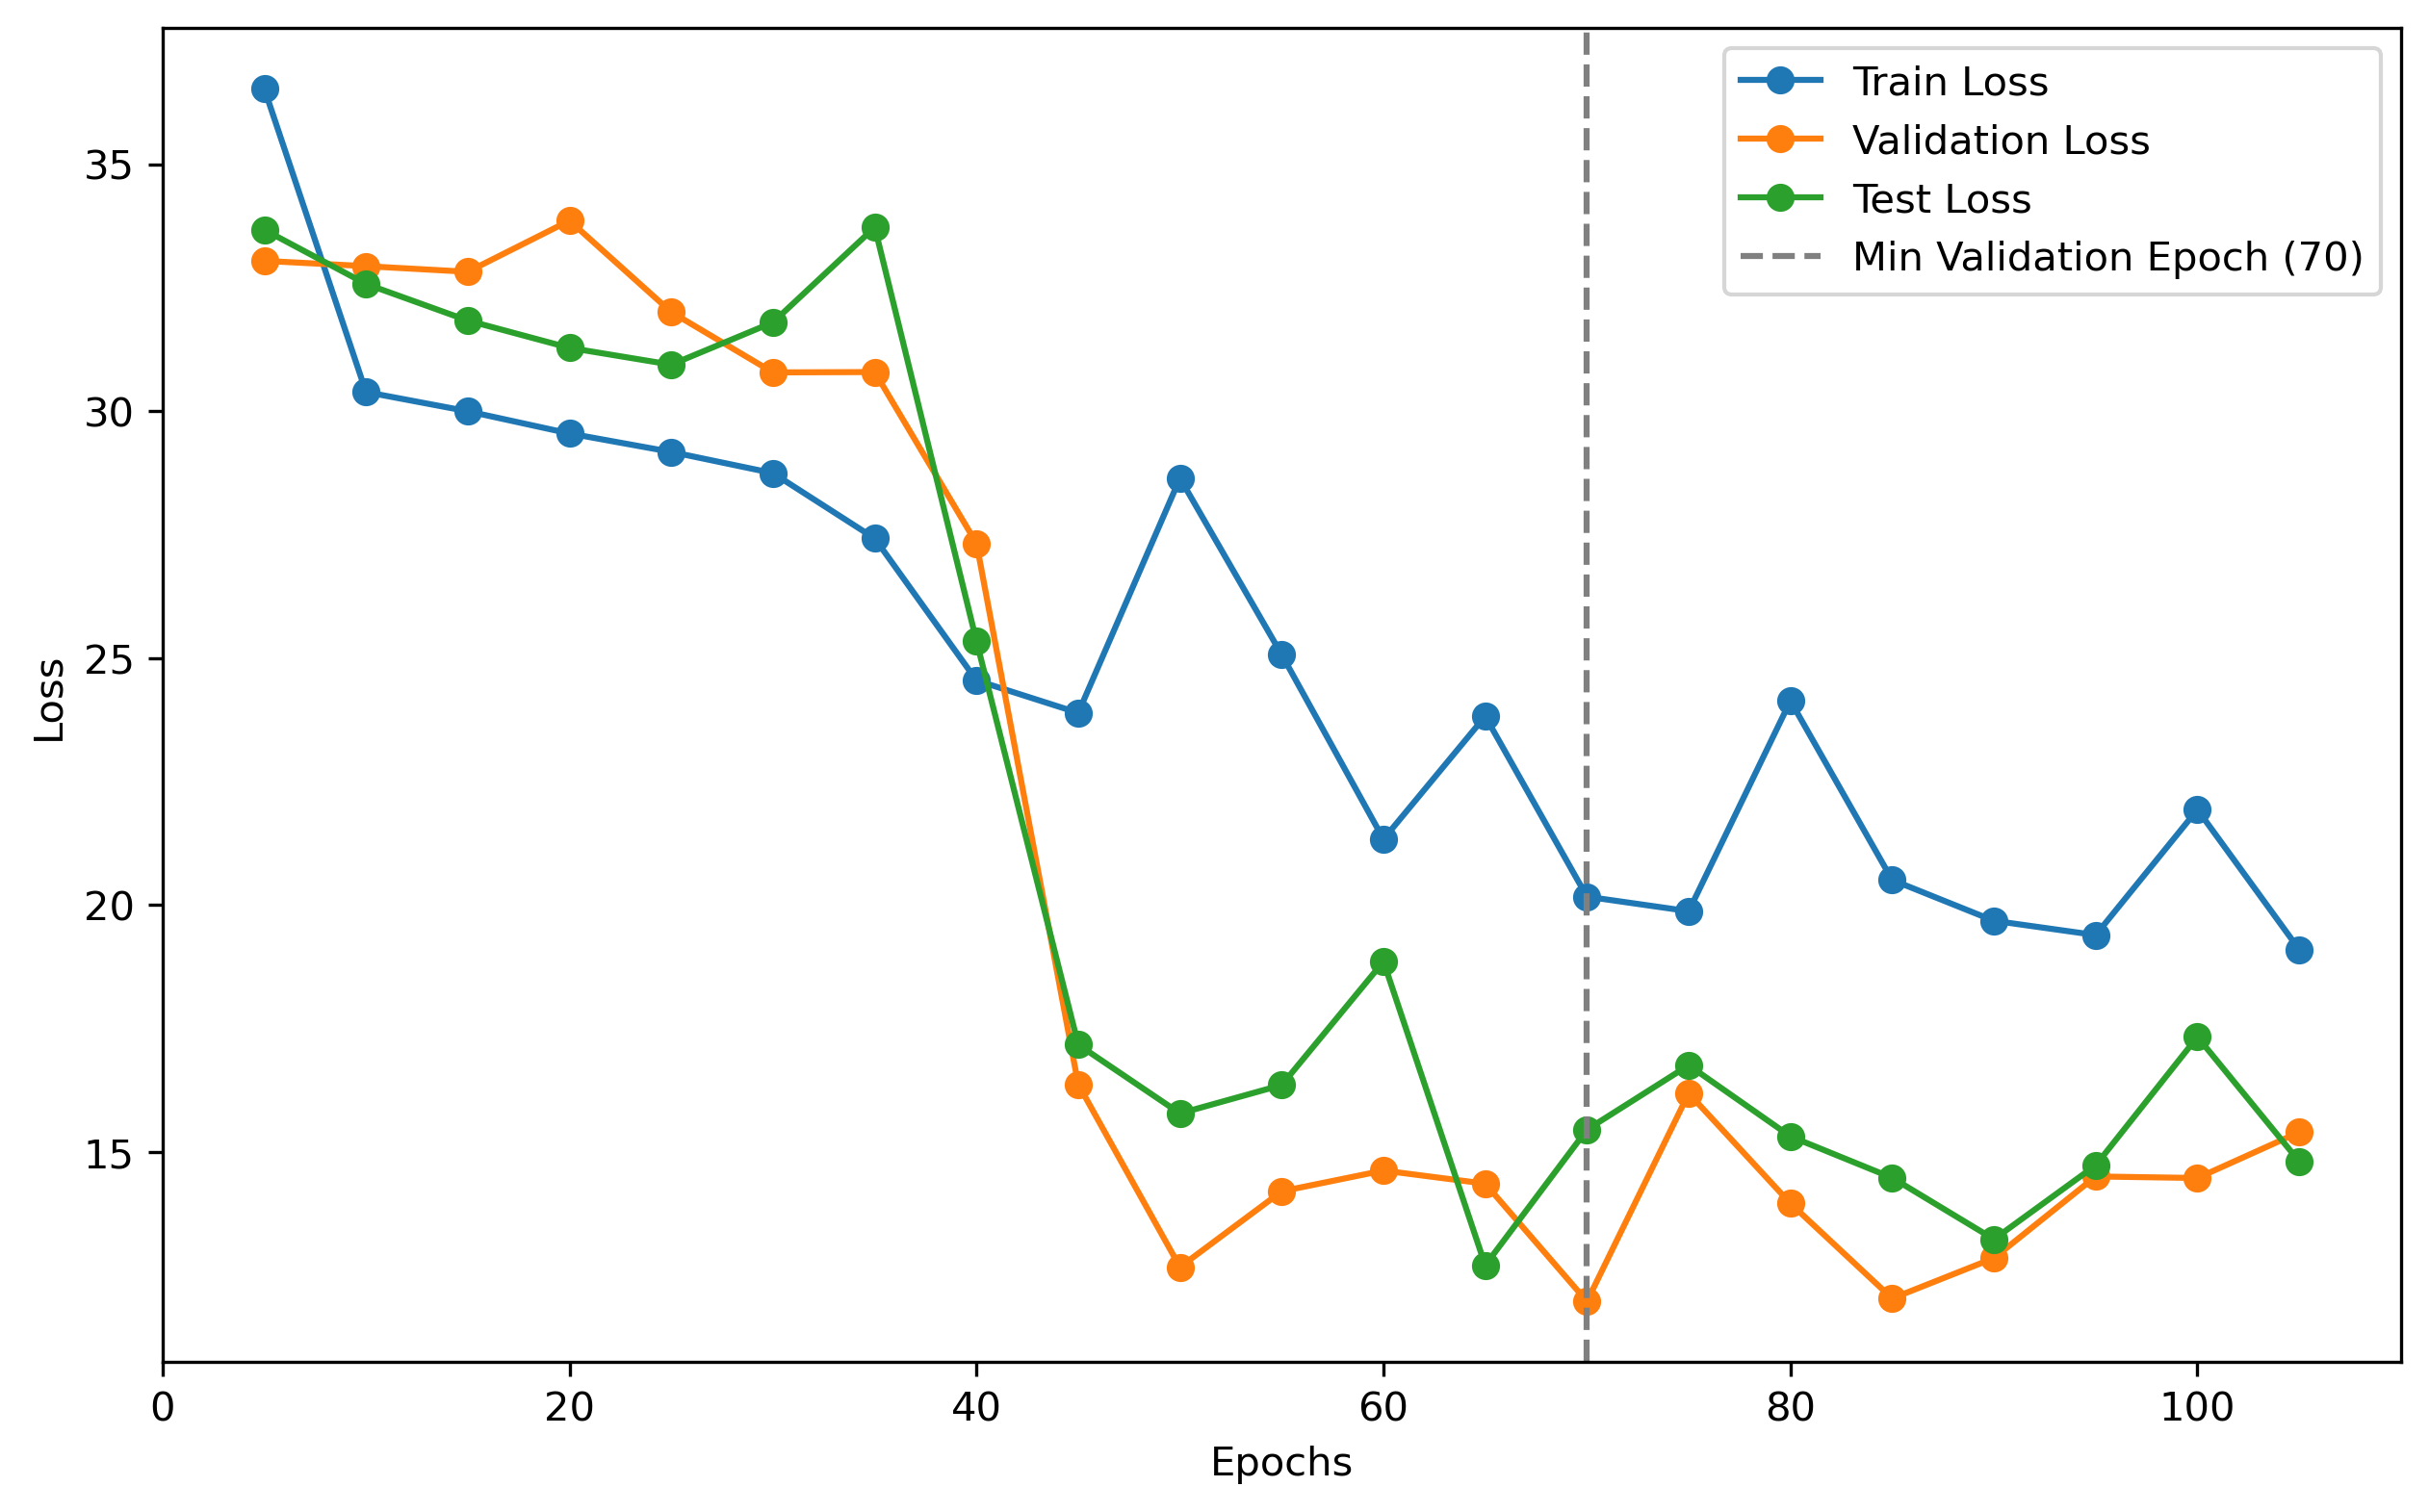 Train Loss
Validation Loss
Test Loss
Min Validation Epoch (70)
35
30
25
20
15
Loss
0 20 40 60 80 100
Epochs